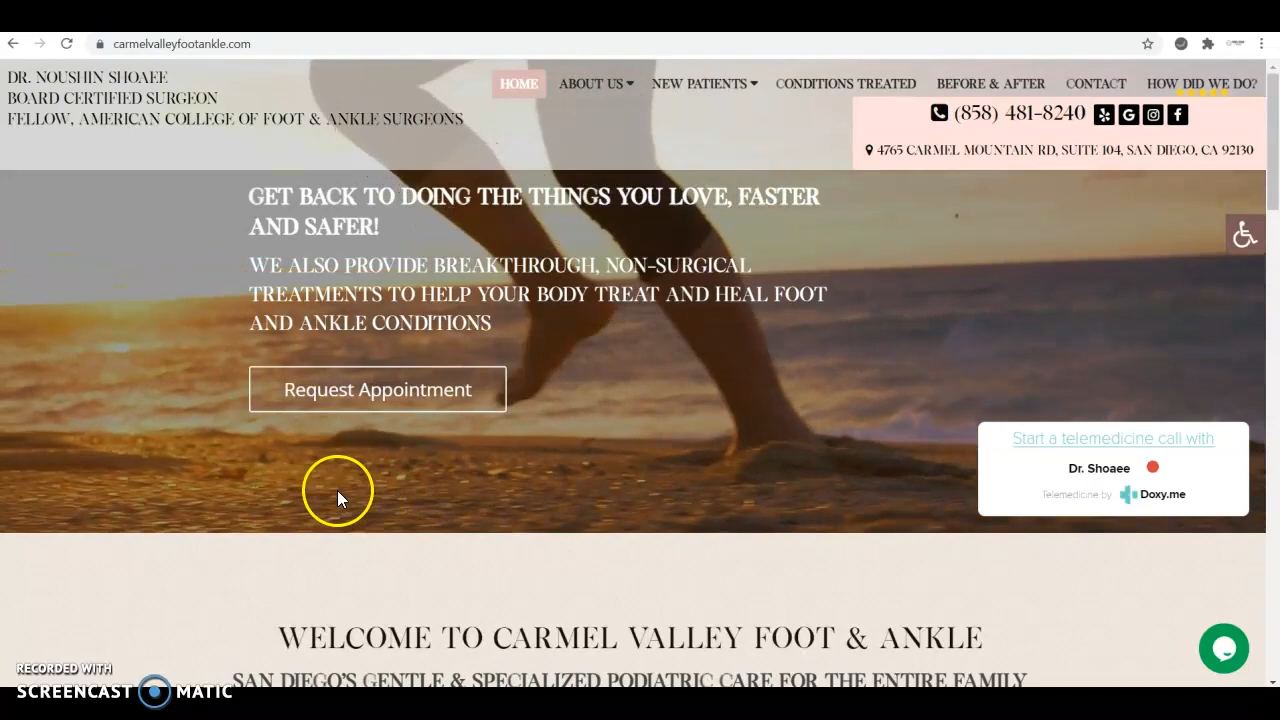 carmelvalleyfootankle.com
DR. NOUSHIN SHOAEE
BOARD CERTIFIED SURGEON
FELLOW, AMERICAN COLLEGE OF FOOT & ANKLE SURGEONS
HOME ABOUT US NEW PATIENTS CONDITIONS TREATED BEFORE & AFTER CONTACT HOW DID WE DO?
(858) 481-8240
4765 CARMEL MOUNTAIN RD, SUITE 104, SAN DIEGO, CA 92130
GET BACK TO DOING THE THINGS YOU LOVE, FASTER
AND SAFER!
WE ALSO PROVIDE BREAKTHROUGH, NON-SURGICAL
TREATMENTS TO HELP YOUR BODY TREAT AND HEAL FOOT
AND ANKLE CONDITIONS
Request Appointment
Start a telemedicine call with
Dr. Shoaee
Telemedicine by Doxy.me
WELCOME TO CARMEL VALLEY FOOT & ANKLE
SAN DIEGO'S GENTLE & SPECIALIZED PODIATRIC CARE FOR THE ENTIRE FAMILY
RECORDED WITH
SCREENCAST MATIC